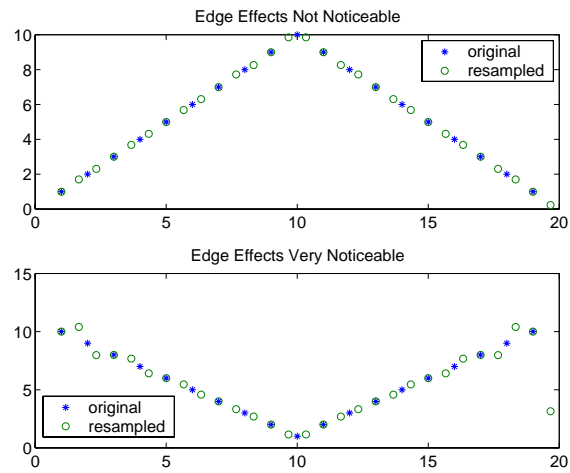 Edge Effects Not Noticeable
10
8
6
4
2
0
0 5 10 15 20
original
resampled
Edge Effects Very Noticeable
15
10
5
0
0 5 10 15 20
original
resampled